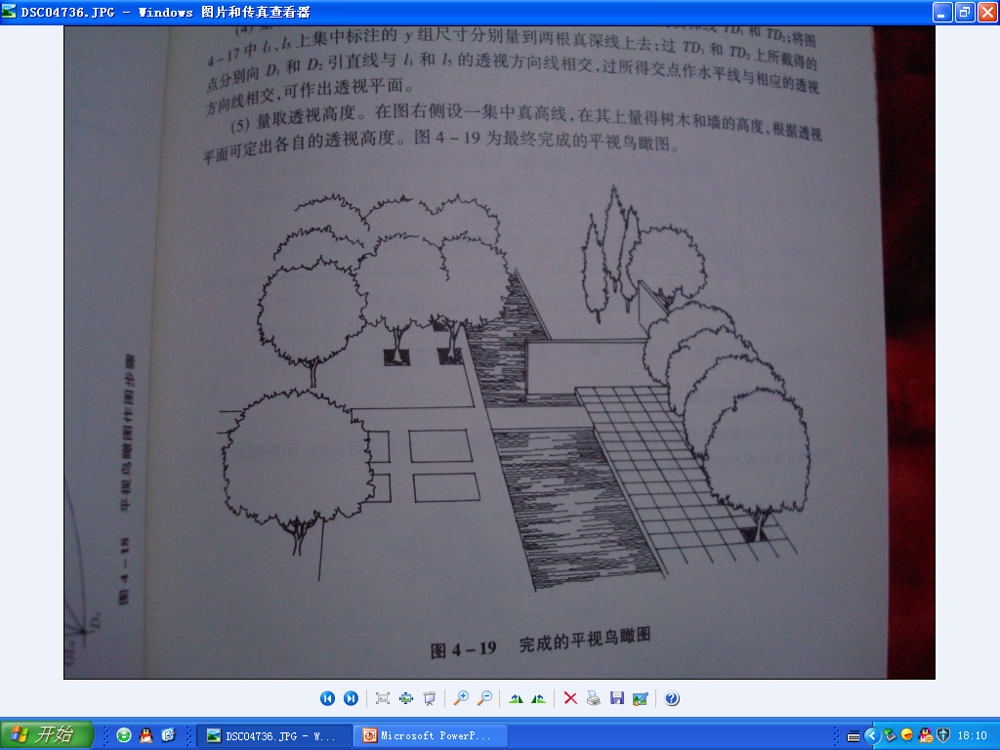 DSC04736.JPG - Windows 图片和传真查看器
TD₁ 和 TD₂;将图
4-17 中 l₁、l₅ 上集中标注的 y 组尺寸分别量到两根真深线上去;过 TD₁ 和 TD₂ 上所截得的
点分别向 D₁ 和 D₂ 引直线与 l₁ 和 l₅ 的透视方向线相交,过所得交点作水平线与相应的透视
方向线相交,可作出透视平面。
(5) 量取透视高度。在图右侧设一集中真高线,在其上量得树木和墙的高度,根据透视
平面可定出各自的透视高度。图 4-19 为最终完成的平视鸟瞰图。
图 4-18 平视鸟瞰图作图步骤
图 4-19 完成的平视鸟瞰图
开始
DSC04736.JPG - W...
Microsoft PowerP...
18:10